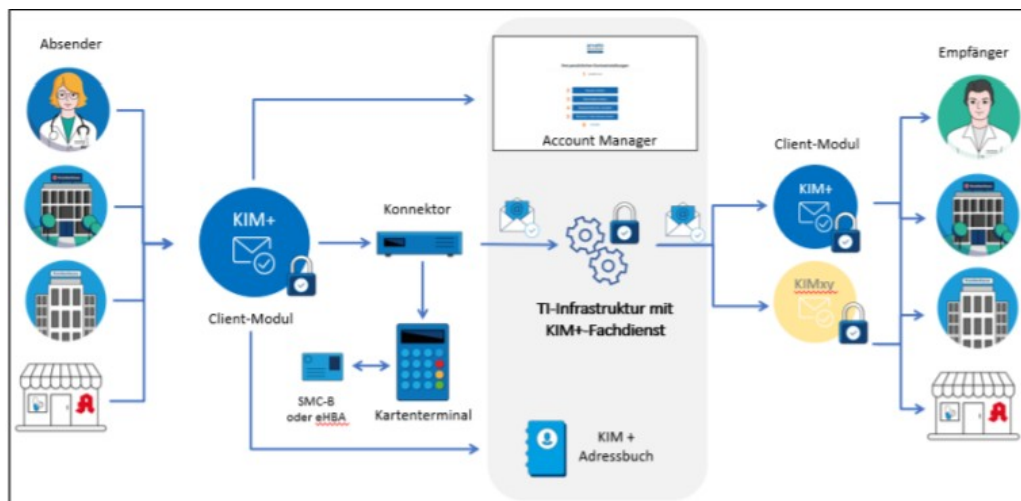 Absender
Account Manager
Empfänger
Client-Modul
KIM+
Konnektor
KIM+
KIMxy
Client-Modul
TI-Infrastruktur mit
KIM+-Fachdienst
SMC-B
oder eHBA
Kartenterminal
KIM +
Adressbuch